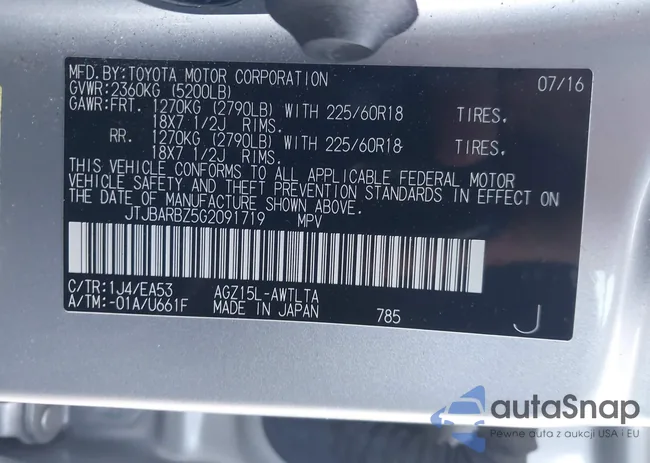 MFD.BY:TOYOTA MOTOR CORPORATION 07/16
GVWR:2360KG (5200LB)
GAWR:FRT. 1270KG (2790LB) WITH 225/60R18 TIRES,
18X7 1/2J RIMS.
RR. 1270KG (2790LB) WITH 225/60R18 TIRES,
18X7 1/2J RIMS.
THIS VEHICLE CONFORMS TO ALL APPLICABLE FEDERAL MOTOR
VEHICLE SAFETY AND THEFT PREVENTION STANDARDS IN EFFECT ON
THE DATE OF MANUFACTURE SHOWN ABOVE.
JTJBARBZ5G2091719 MPV
C/TR:1J4/EA53 AGZ15L-AWTLTA
A/TM:-01A/U661F MADE IN JAPAN 785 J
autoSnap
Pewne auta z aukcji USA i EU